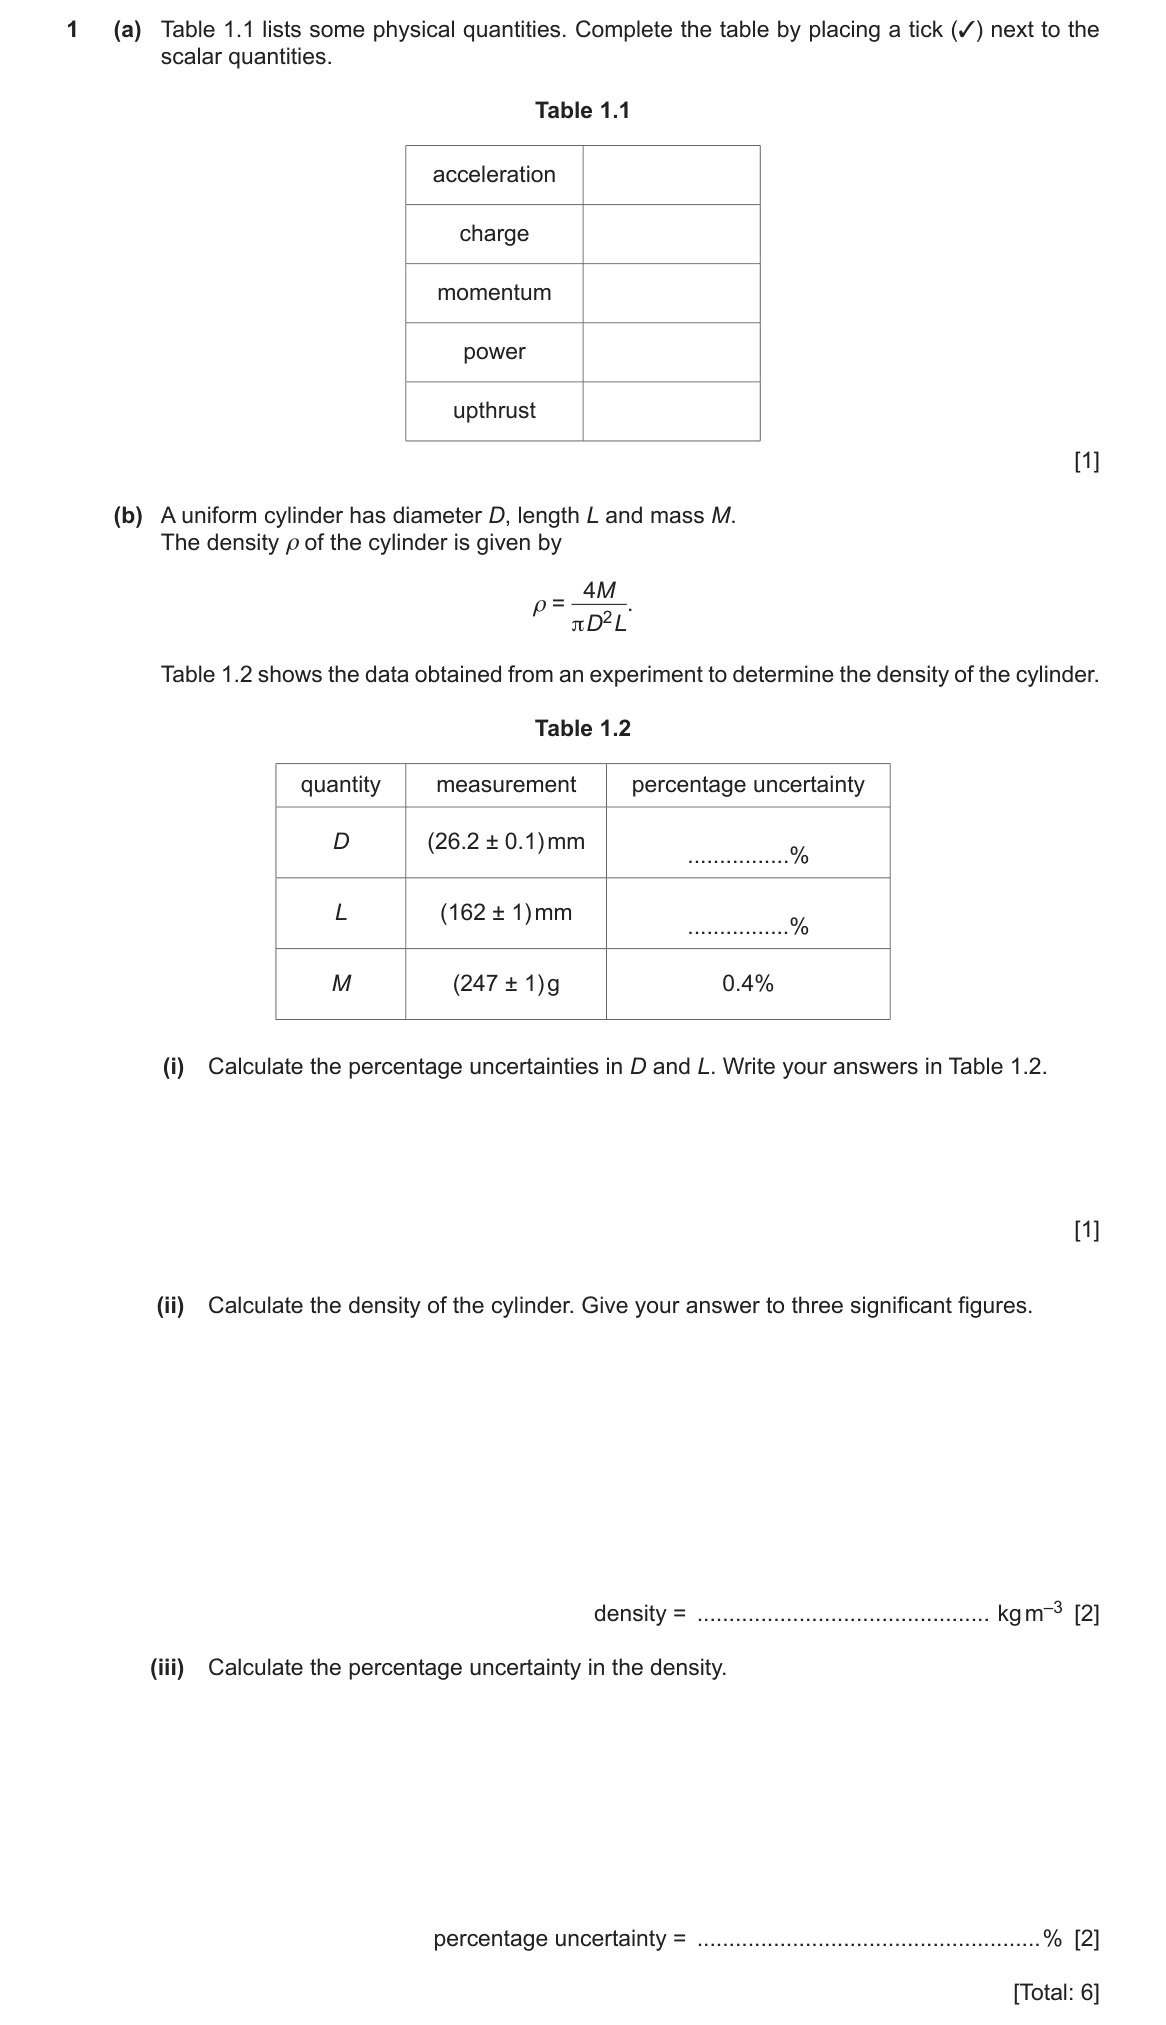 1 (a) Table 1.1 lists some physical quantities. Complete the table by placing a tick (✓) next to the
scalar quantities.
Table 1.1
acceleration
charge
momentum
power
upthrust
[1]
(b) A uniform cylinder has diameter D, length L and mass M.
The density ρ of the cylinder is given by
ρ = 4M / πD²L.
Table 1.2 shows the data obtained from an experiment to determine the density of the cylinder.
Table 1.2
quantity measurement percentage uncertainty
D (26.2 ± 0.1) mm ................%
L (162 ± 1) mm ................%
M (247 ± 1) g 0.4%
(i) Calculate the percentage uncertainties in D and L. Write your answers in Table 1.2.
[1]
(ii) Calculate the density of the cylinder. Give your answer to three significant figures.
density = .............................................. kg m⁻³ [2]
(iii) Calculate the percentage uncertainty in the density.
percentage uncertainty = ...................................................... % [2]
[Total: 6]